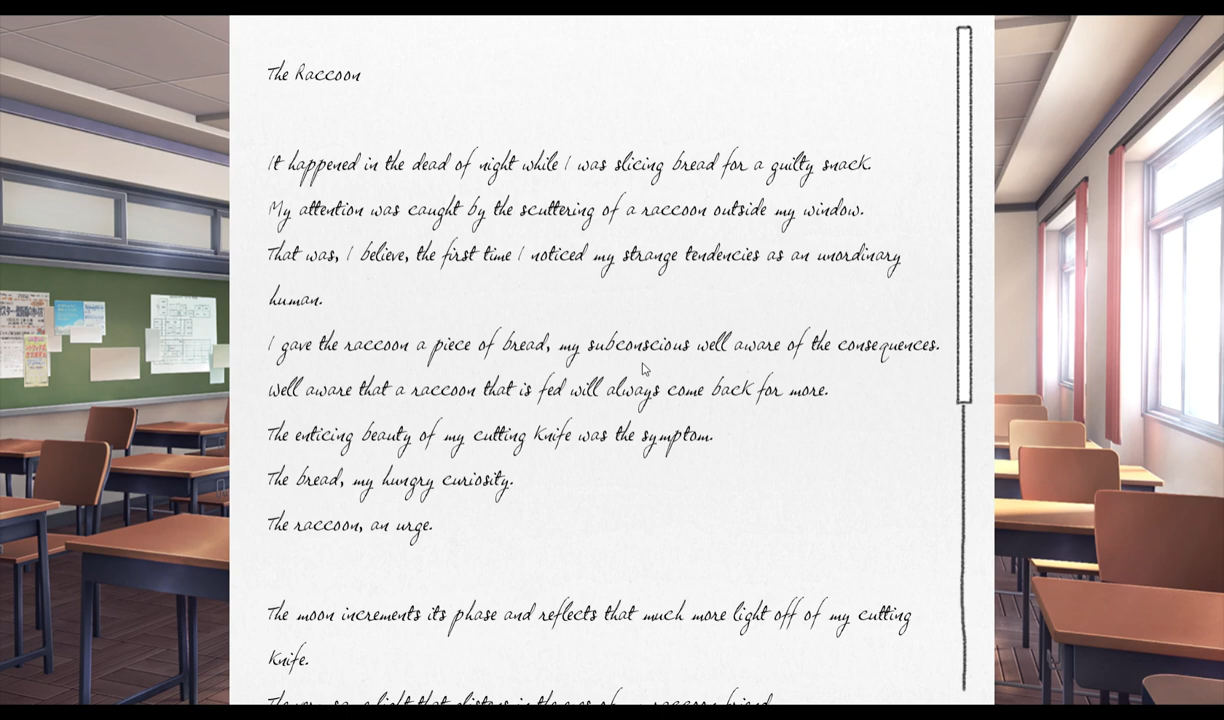 The Raccoon
It happened in the dead of night while I was slicing bread for a guilty snack.
My attention was caught by the scuttering of a raccoon outside my window.
That was, I believe, the first time I noticed my strange tendencies as an unordinary
human.
I gave the raccoon a piece of bread, my subconscious well aware of the consequences.
Well aware that a raccoon that is fed will always come back for more.
The enticing beauty of my cutting knife was the symptom.
The bread, my hungry curiosity.
The raccoon, an urge.
The moon increments its phase and reflects that much more light off of my cutting
knife.